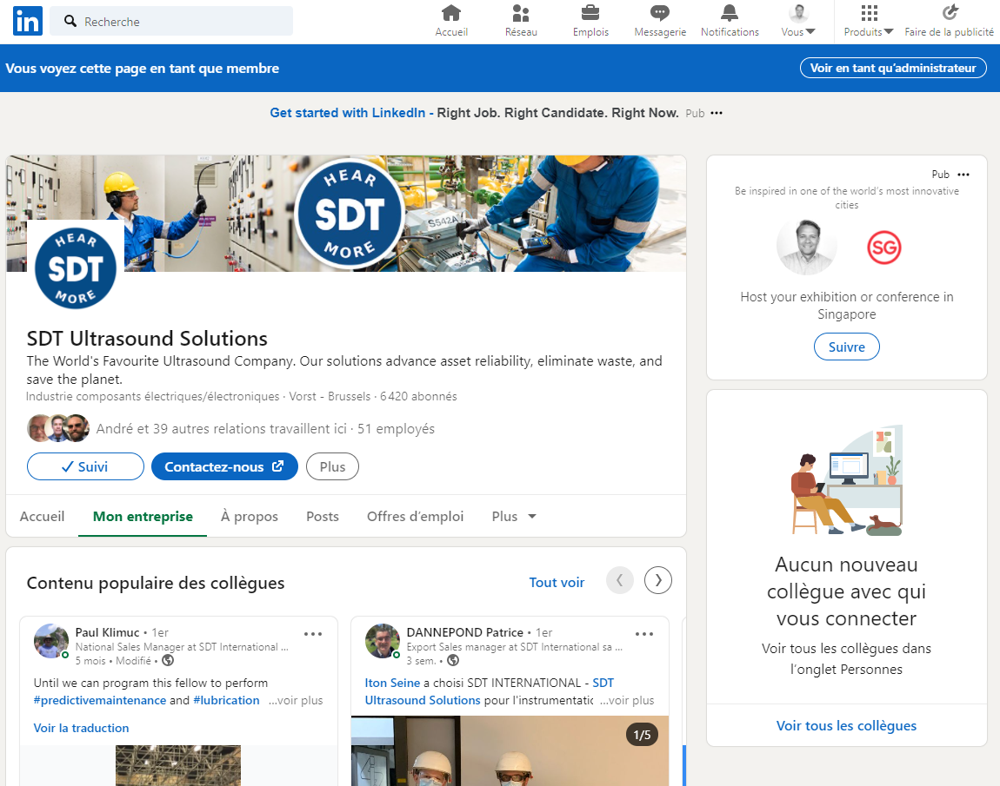 in
Recherche
Accueil
Réseau
Emplois
Messagerie
Notifications
Vous
Produits
Faire de la publicité
Vous voyez cette page en tant que membre
Voir en tant qu'administrateur
Get started with LinkedIn - Right Job. Right Candidate. Right Now. Pub •••
HEAR
SDT
MORE
S542A
HEAR
SDT
MORE
SDT Ultrasound Solutions
The World's Favourite Ultrasound Company. Our solutions advance asset reliability, eliminate waste, and
save the planet.
Industrie composants électriques/électroniques · Vorst - Brussels · 6 420 abonnés
André et 39 autres relations travaillent ici · 51 employés
Suivi
Contactez-nous
Plus
Accueil
Mon entreprise
À propos
Posts
Offres d'emploi
Plus
Contenu populaire des collègues
Tout voir
Paul Klimuc • 1er
National Sales Manager at SDT International ...
5 mois • Modifié •
Until we can program this fellow to perform
#predictivemaintenance and #lubrication ...voir plus
Voir la traduction
DANNEPOND Patrice • 1er
Export Sales manager at SDT International sa ...
3 sem. •
Iton Seine a choisi SDT INTERNATIONAL - SDT
Ultrasound Solutions pour l'instrumentatic ...voir plus
1/5
Pub •••
Be inspired in one of the world's most innovative
cities
SG
Host your exhibition or conference in
Singapore
Suivre
Aucun nouveau
collègue avec qui
vous connecter
Voir tous les collègues dans
l'onglet Personnes
Voir tous les collègues